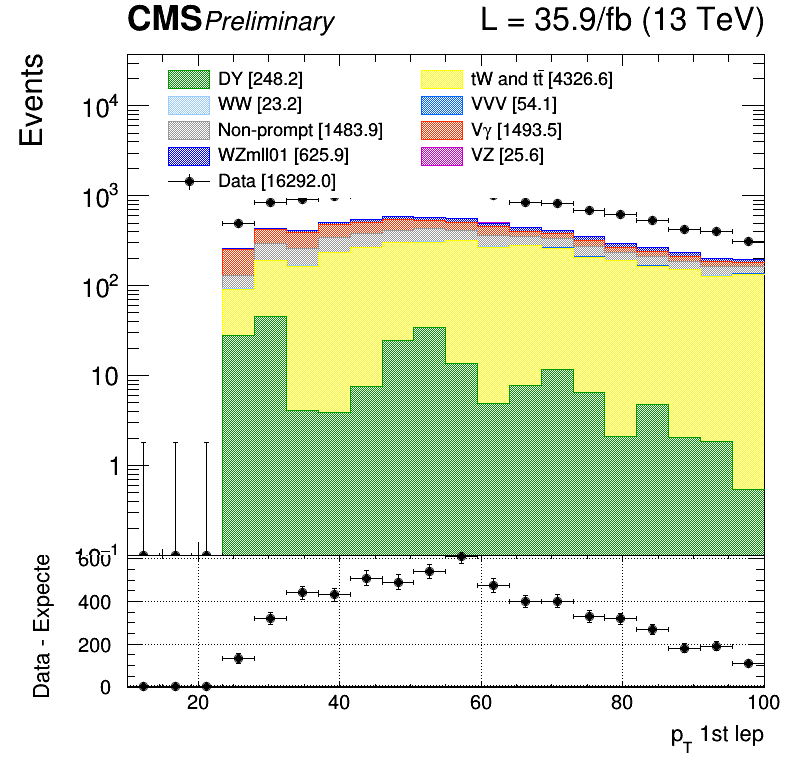 CMS Preliminary L = 35.9/fb (13 TeV)
Events
DY [248.2] tW and tt̄ [4326.6]
WW [23.2] VVV [54.1]
Non-prompt [1483.9] Vγ [1493.5]
WZmll01 [625.9] VZ [25.6]
Data [16292.0]
10⁴
10³
10²
10
1
10⁻¹
Data - Expecte
600
400
200
0
20 40 60 80 100
p_T 1st lep